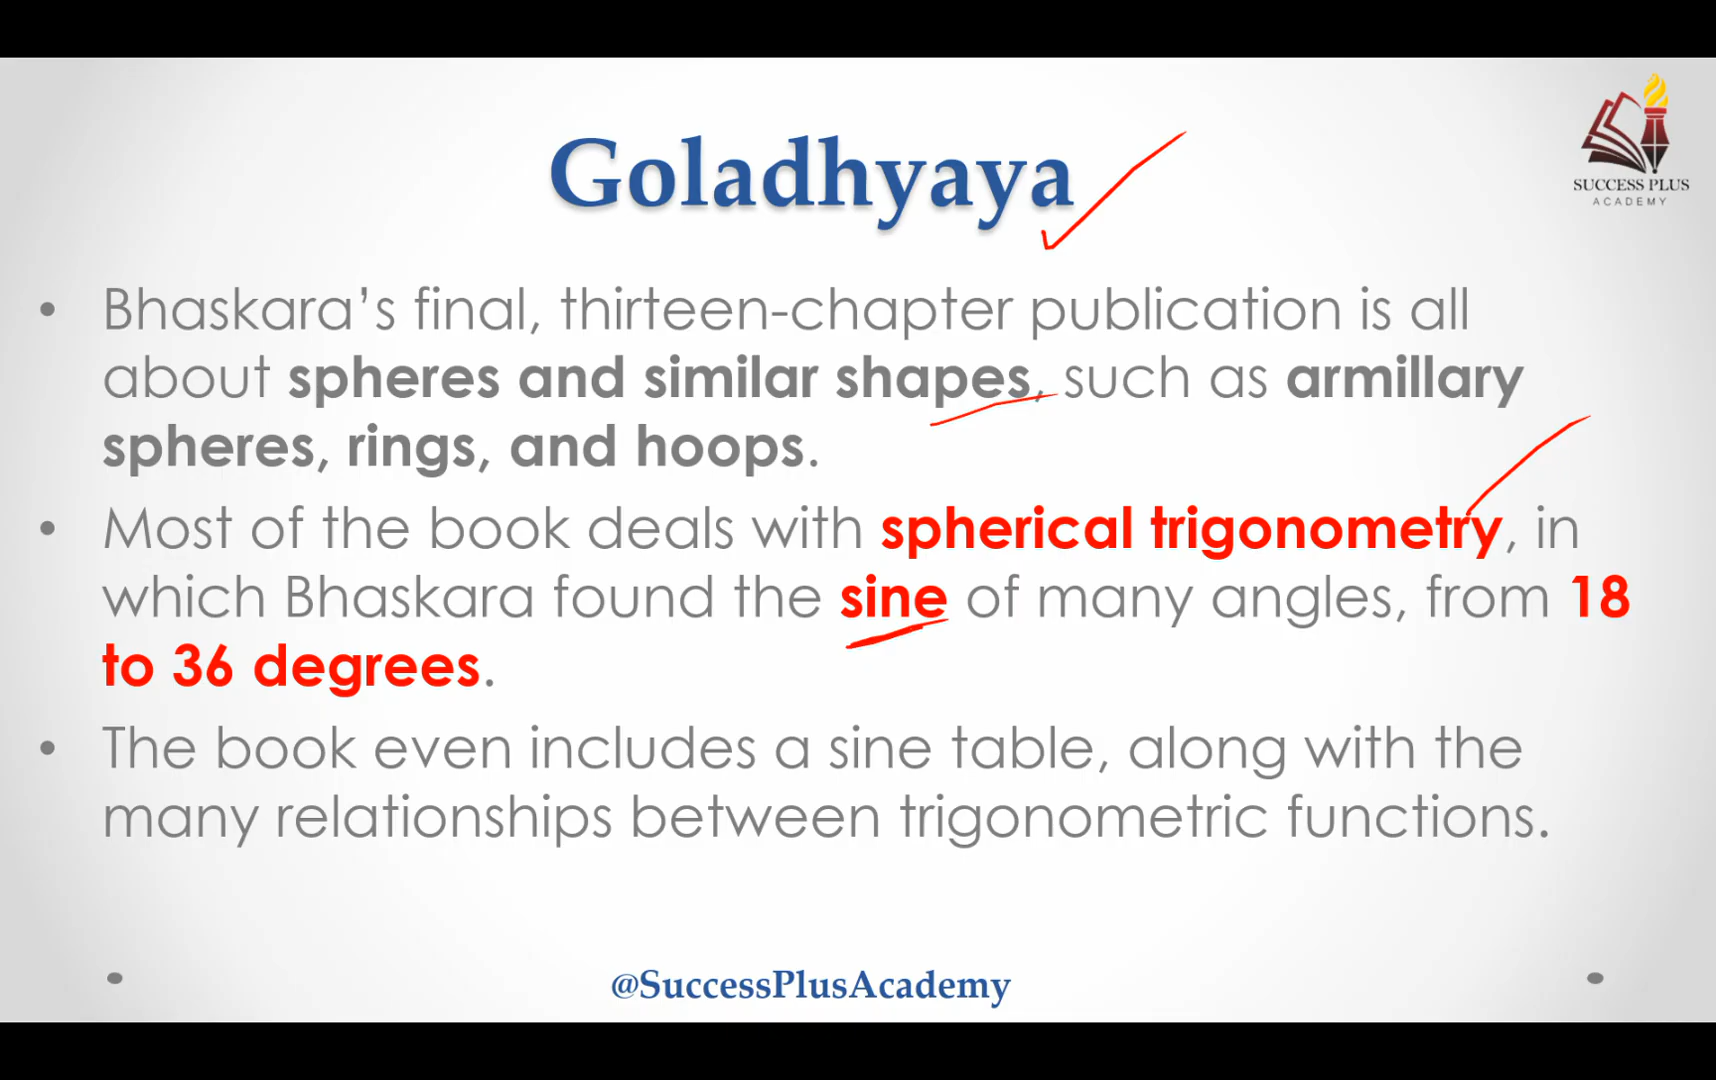 SUCCESS PLUS
ACADEMY
Goladhyaya
• Bhaskara’s final, thirteen-chapter publication is all
about spheres and similar shapes, such as armillary
spheres, rings, and hoops.
• Most of the book deals with spherical trigonometry, in
which Bhaskara found the sine of many angles, from 18
to 36 degrees.
• The book even includes a sine table, along with the
many relationships between trigonometric functions.
@SuccessPlusAcademy